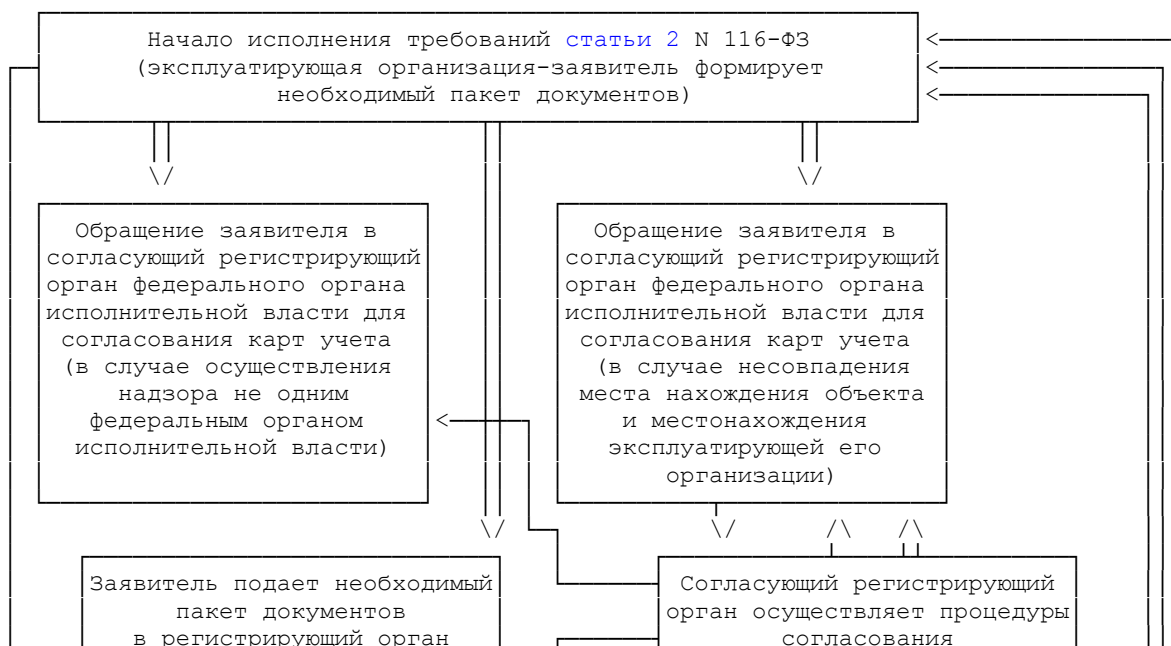 Начало исполнения требований статьи 2 N 116-ФЗ
(эксплуатирующая организация-заявитель формирует
необходимый пакет документов)
Обращение заявителя в
согласующий регистрирующий
орган федерального органа
исполнительной власти для
согласования карт учета
(в случае осуществления
надзора не одним
федеральным органом
исполнительной власти)
Обращение заявителя в
согласующий регистрирующий
орган федерального органа
исполнительной власти для
согласования карт учета
(в случае несовпадения
места нахождения объекта
и местонахождения
эксплуатирующей его
организации)
Заявитель подает необходимый
пакет документов
в регистрирующий орган
Согласующий регистрирующий
орган осуществляет процедуры
согласования